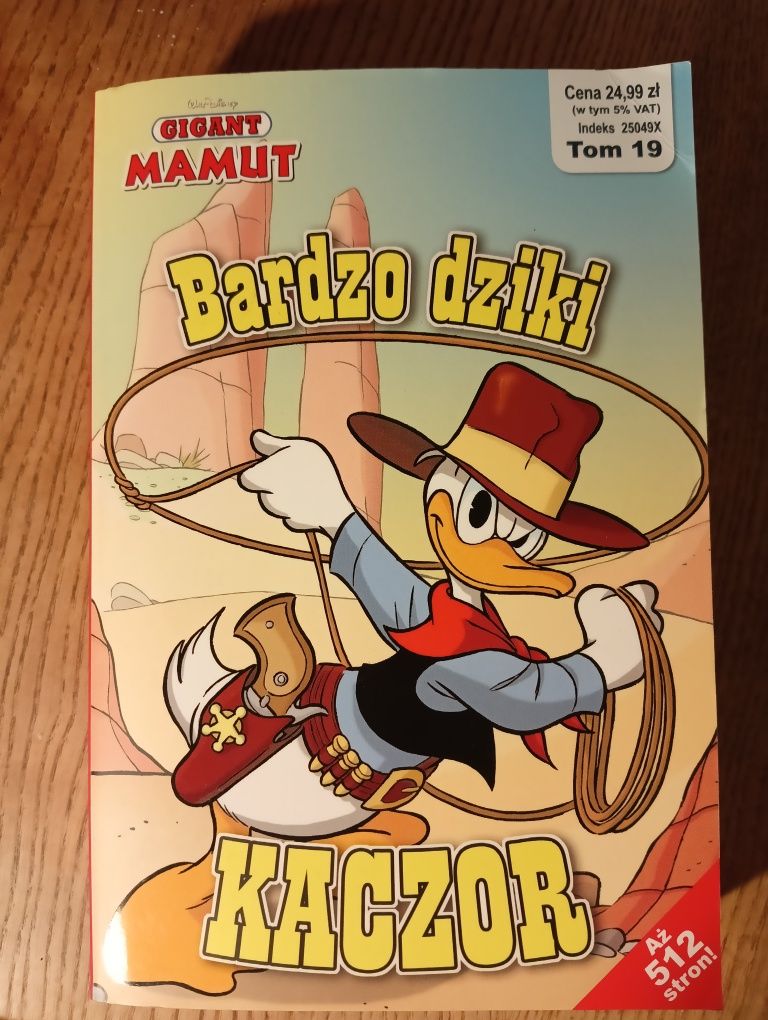 Walt Disney
GIGANT
MAMUT
Cena 24,99 zł
(w tym 5% VAT)
Indeks 25049X
Tom 19
Bardzo dziki
KACZOR
Aż
512
stron!